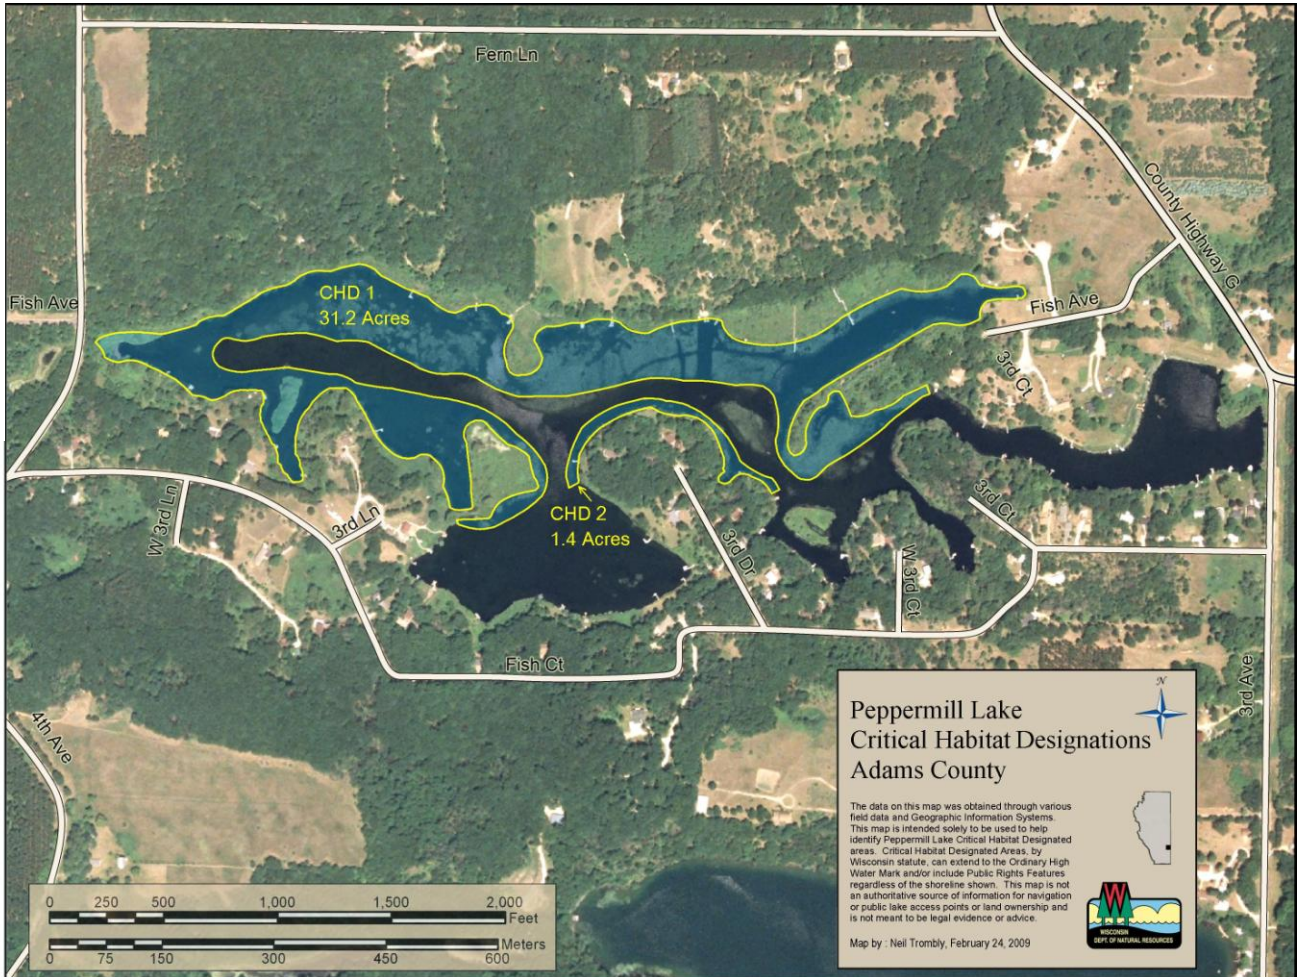 Fern Ln
County Highway G
Fish Ave
CHD 1
31.2 Acres
Fish Ave
3rd Ct
W 3rd Ln
3rd Ln
CHD 2
1.4 Acres
3rd Dr
W 3rd Ct
3rd Ct
Fish Ct
3rd Ave
4th Ave
N
Peppermill Lake
Critical Habitat Designations
Adams County
The data on this map was obtained through various
field data and Geographic Information Systems.
This map is intended solely to be used to help
identify Peppermill Lake Critical Habitat Designated
areas. Critical Habitat Designated Areas, by
Wisconsin statute, can extend to the Ordinary High
Water Mark and/or include Public Rights Features
regardless of the shoreline shown. This map is not
an authoritative source of information for navigation
or public lake access points or land ownership and
is not meant to be legal evidence or advice.
Map by : Neil Trombly, February 24, 2009
W
WISCONSIN
DEPT. OF NATURAL RESOURCES
0 250 500 1,000 1,500 2,000
Feet
Meters
0 75 150 300 450 600